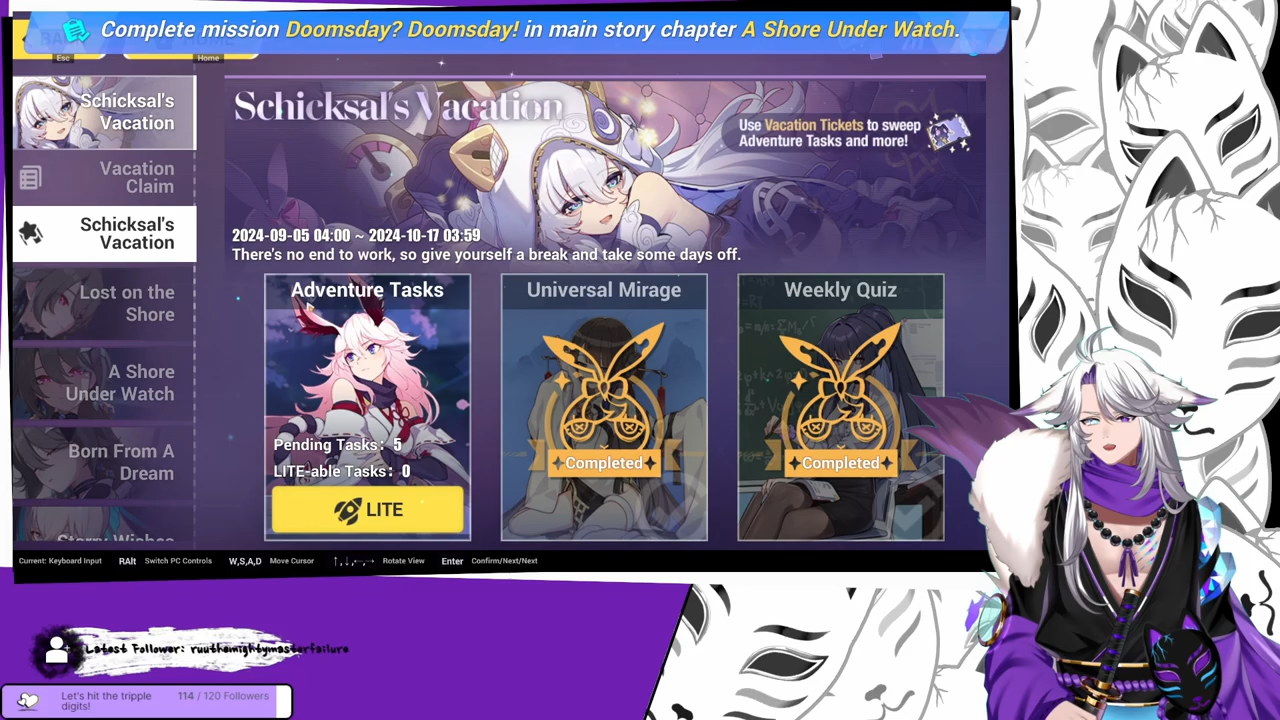 Complete mission Doomsday? Doomsday! in main story chapter A Shore Under Watch.
Esc
Home
Schicksal's
Vacation
Vacation
Claim
Schicksal's
Vacation
Lost on the
Shore
A Shore
Under Watch
Born From A
Dream
Starry Wishes
Schicksal's Vacation
Use Vacation Tickets to sweep
Adventure Tasks and more!
2024-09-05 04:00 ~ 2024-10-17 03:59
There's no end to work, so give yourself a break and take some days off.
Adventure Tasks
Pending Tasks: 5
LITE-able Tasks: 0
LITE
Universal Mirage
Completed
Weekly Quiz
Completed
Current: Keyboard Input RAlt Switch PC Controls W,S,A,D Move Cursor ↑,↓,←,→ Rotate View Enter Confirm/Next/Next
Latest Follower: ruuthemightymasterfailure
Let's hit the tripple
digits!
114 / 120 Followers